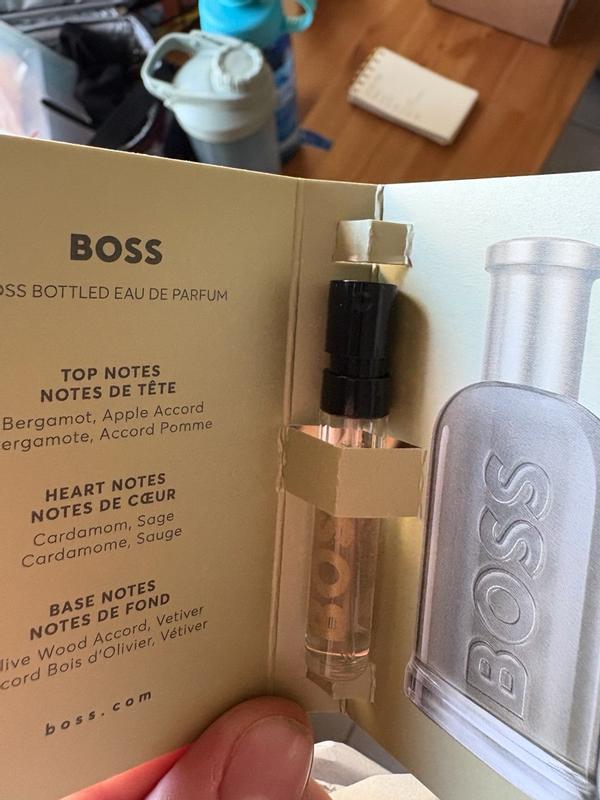 BOSS
OSS BOTTLED EAU DE PARFUM
TOP NOTES
NOTES DE TÊTE
Bergamot, Apple Accord
ergamote, Accord Pomme
HEART NOTES
NOTES DE CŒUR
Cardamom, Sage
Cardamome, Sauge
BASE NOTES
NOTES DE FOND
live Wood Accord, Vetiver
cord Bois d'Olivier, Vétiver
boss.com
BOSS
BOSS